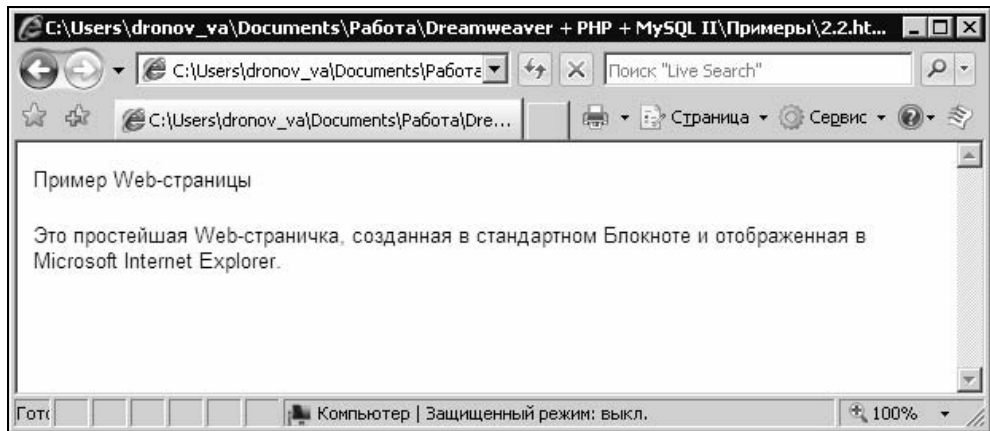 C:\Users\dronov_va\Documents\Работа\Dreamweaver + PHP + MySQL II\Примеры\2.2.ht...
C:\Users\dronov_va\Documents\Работа
Поиск "Live Search"
C:\Users\dronov_va\Documents\Работа\Dre...
Страница
Сервис
Пример Web-страницы
Это простейшая Web-страничка, созданная в стандартном Блокноте и отображенная в
Microsoft Internet Explorer.
Гото
Компьютер | Защищенный режим: выкл.
100%